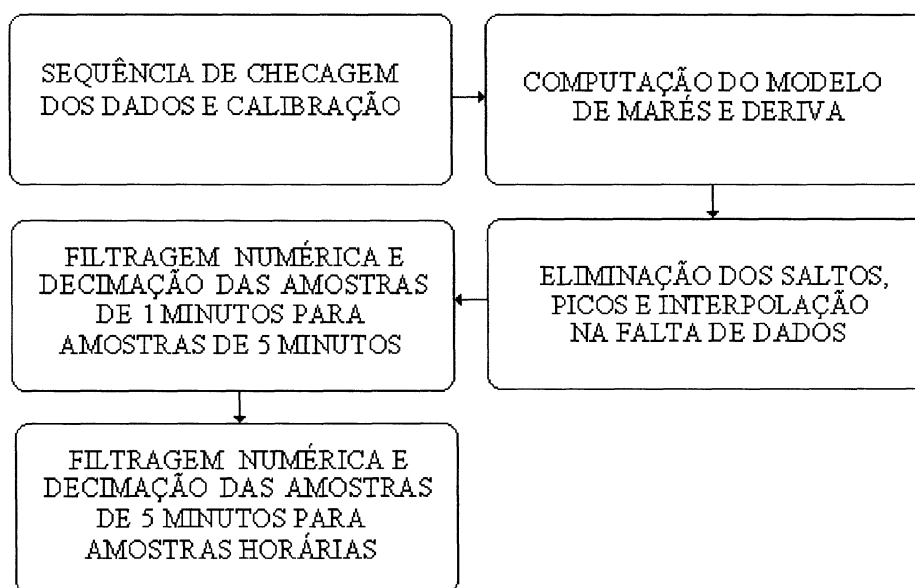 SEQUÊNCIA DE CHECAGEM
DOS DADOS E CALIBRAÇÃO
COMPUTAÇÃO DO MODELO
DE MARÉS E DERIVA
ELIMINAÇÃO DOS SALTOS,
PICOS E INTERPOLAÇÃO
NA FALTA DE DADOS
FILTRAGEM NUMÉRICA E
DECIMAÇÃO DAS AMOSTRAS
DE 1 MINUTOS PARA
AMOSTRAS DE 5 MINUTOS
FILTRAGEM NUMÉRICA E
DECIMAÇÃO DAS AMOSTRAS
DE 5 MINUTOS PARA
AMOSTRAS HORÁRIAS